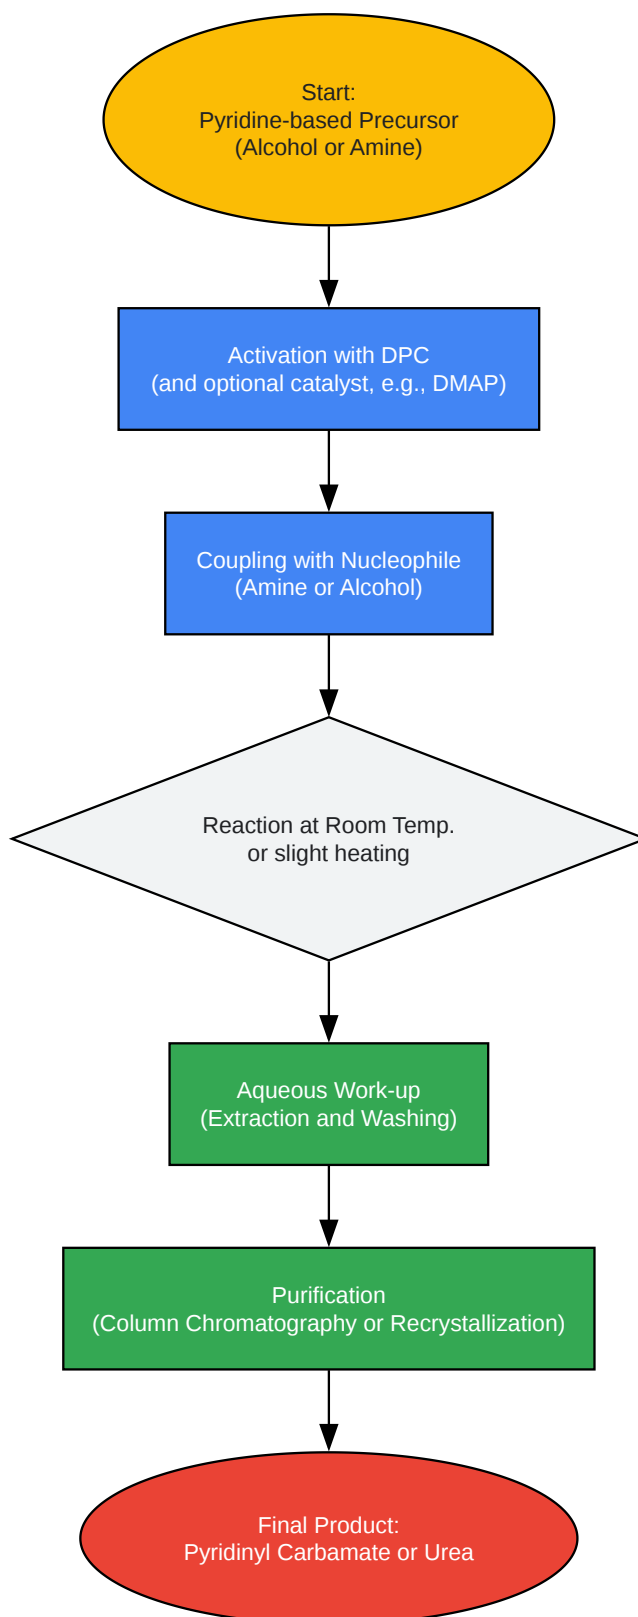 Start:
Pyridine-based Precursor
(Alcohol or Amine)
Activation with DPC
(and optional catalyst, e.g., DMAP)
Coupling with Nucleophile
(Amine or Alcohol)
Reaction at Room Temp.
or slight heating
Aqueous Work-up
(Extraction and Washing)
Purification
(Column Chromatography or Recrystallization)
Final Product:
Pyridinyl Carbamate or Urea